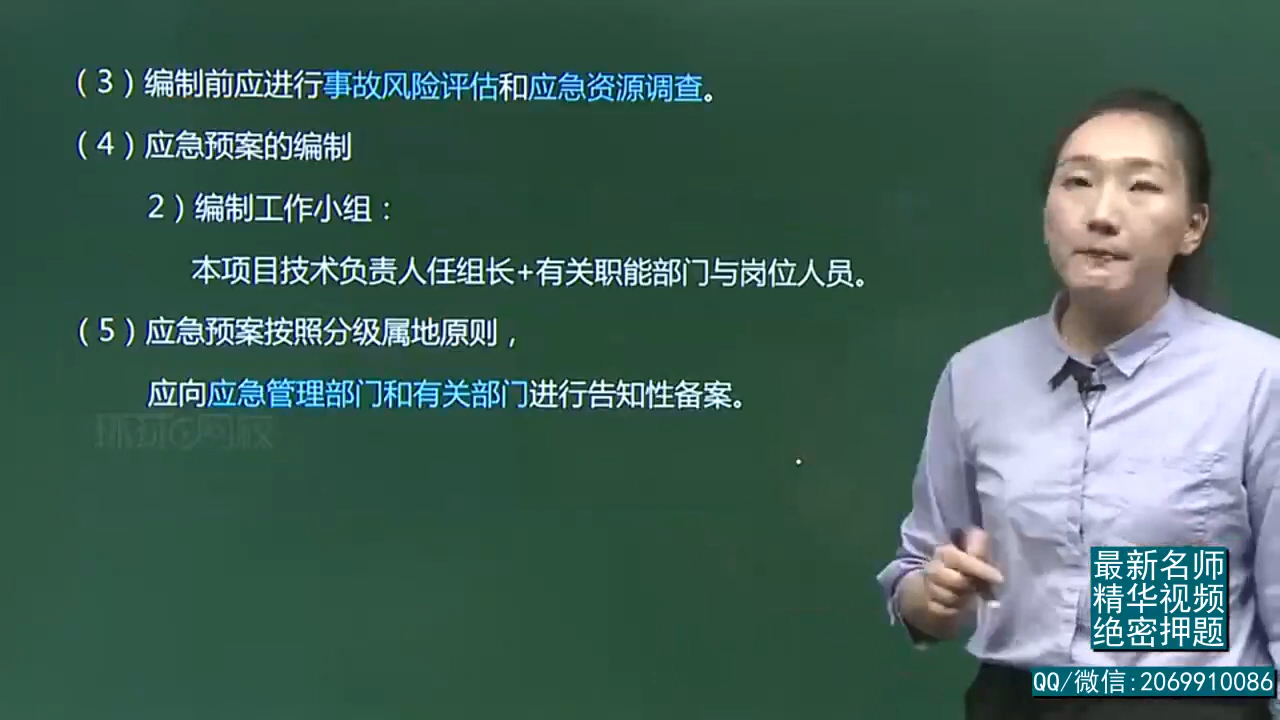 （3）编制前应进行事故风险评估和应急资源调查。
（4）应急预案的编制
2）编制工作小组：
本项目技术负责人任组长+有关职能部门与岗位人员。
（5）应急预案按照分级属地原则，
应向应急管理部门和有关部门进行告知性备案。
环球网校
最新名师
精华视频
绝密押题
QQ/微信:2069910086